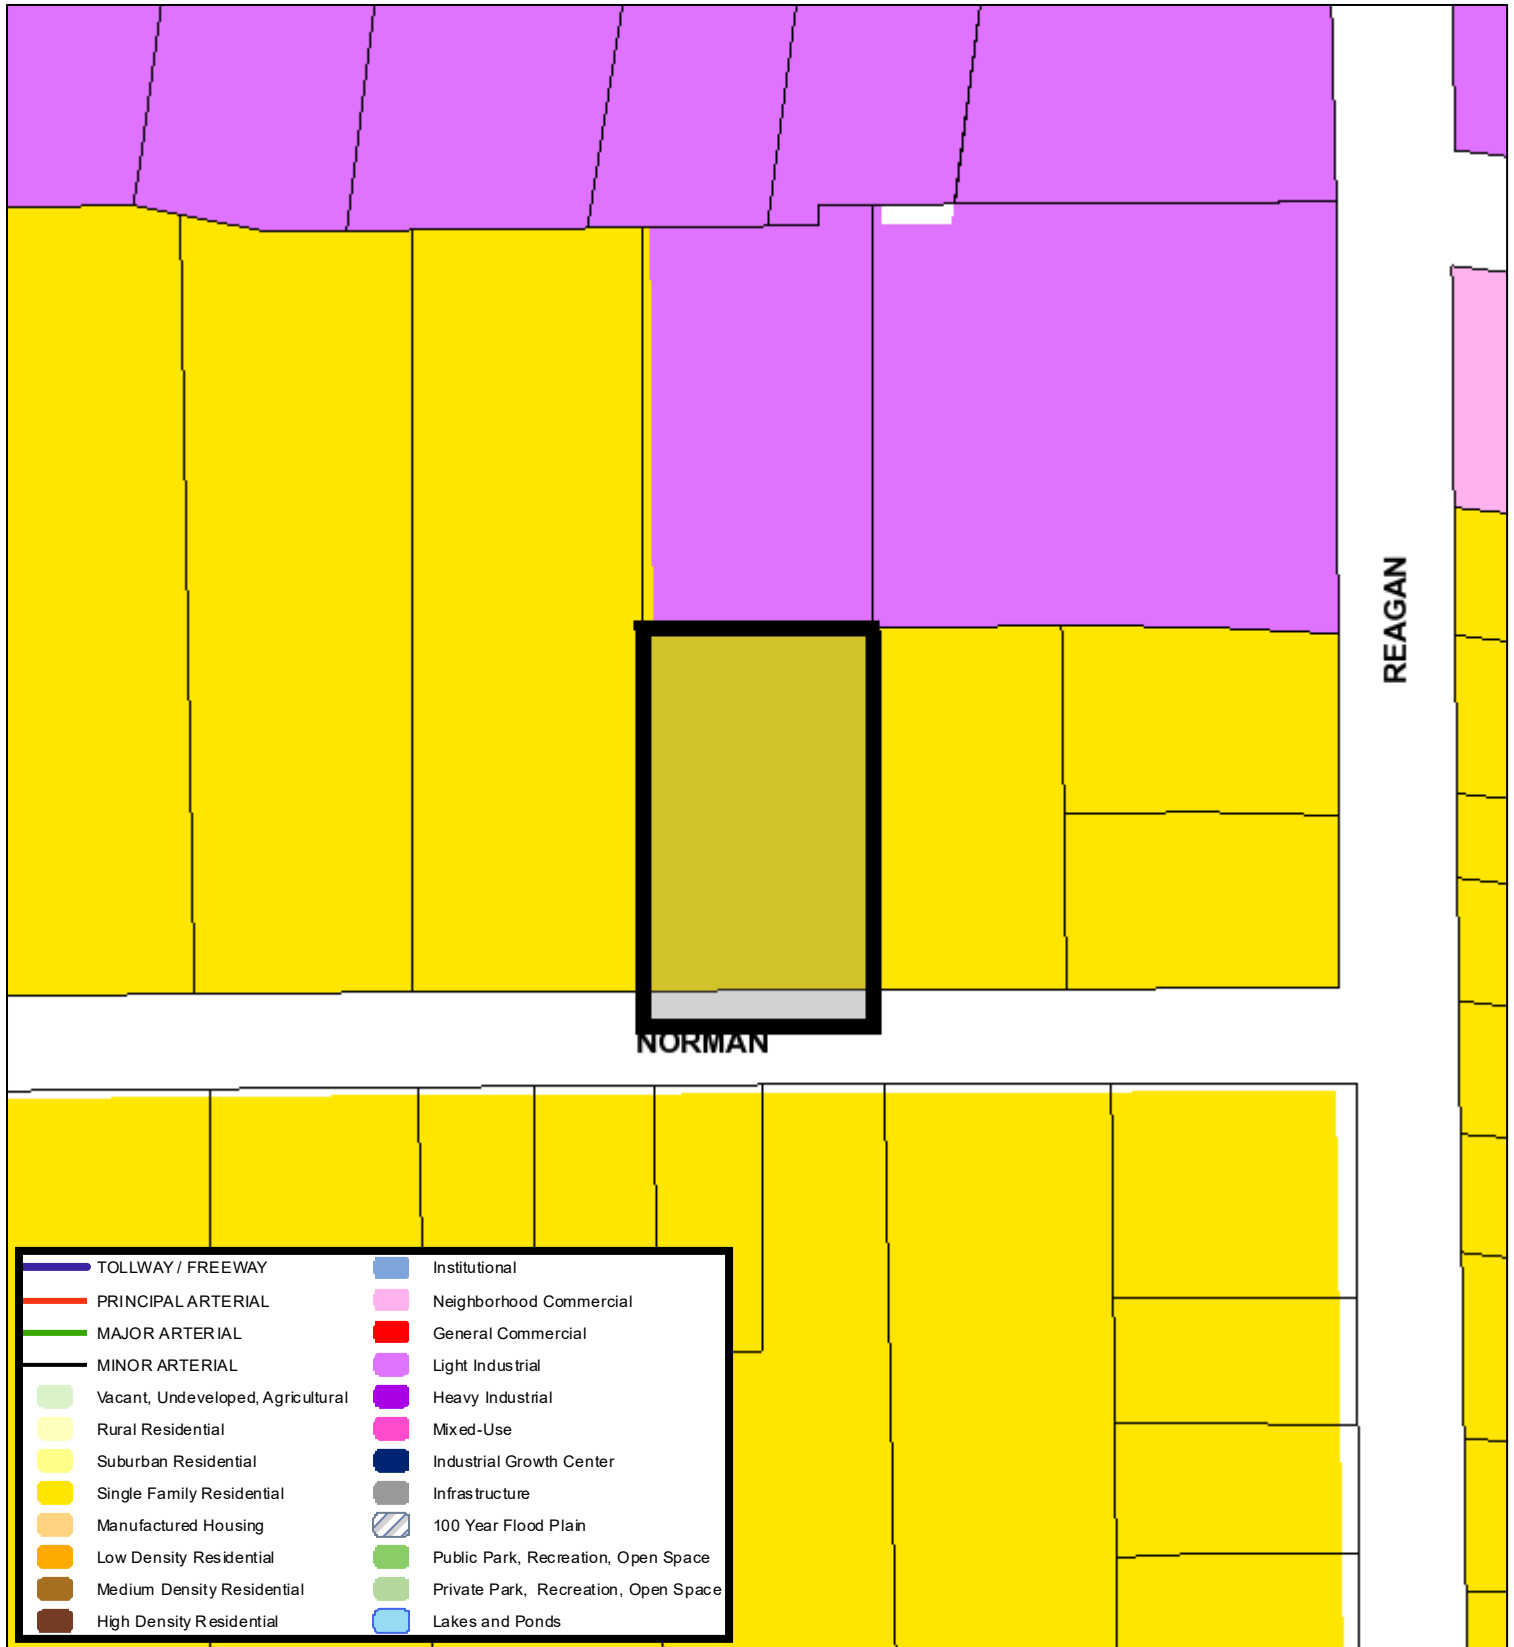 REAGAN
NORMAN
TOLLWAY / FREEWAY
PRINCIPAL ARTERIAL
MAJOR ARTERIAL
MINOR ARTERIAL
Vacant, Undeveloped, Agricultural
Rural Residential
Suburban Residential
Single Family Residential
Manufactured Housing
Low Density Residential
Medium Density Residential
High Density Residential
Institutional
Neighborhood Commercial
General Commercial
Light Industrial
Heavy Industrial
Mixed-Use
Industrial Growth Center
Infrastructure
100 Year Flood Plain
Public Park, Recreation, Open Space
Private Park, Recreation, Open Space
Lakes and Ponds